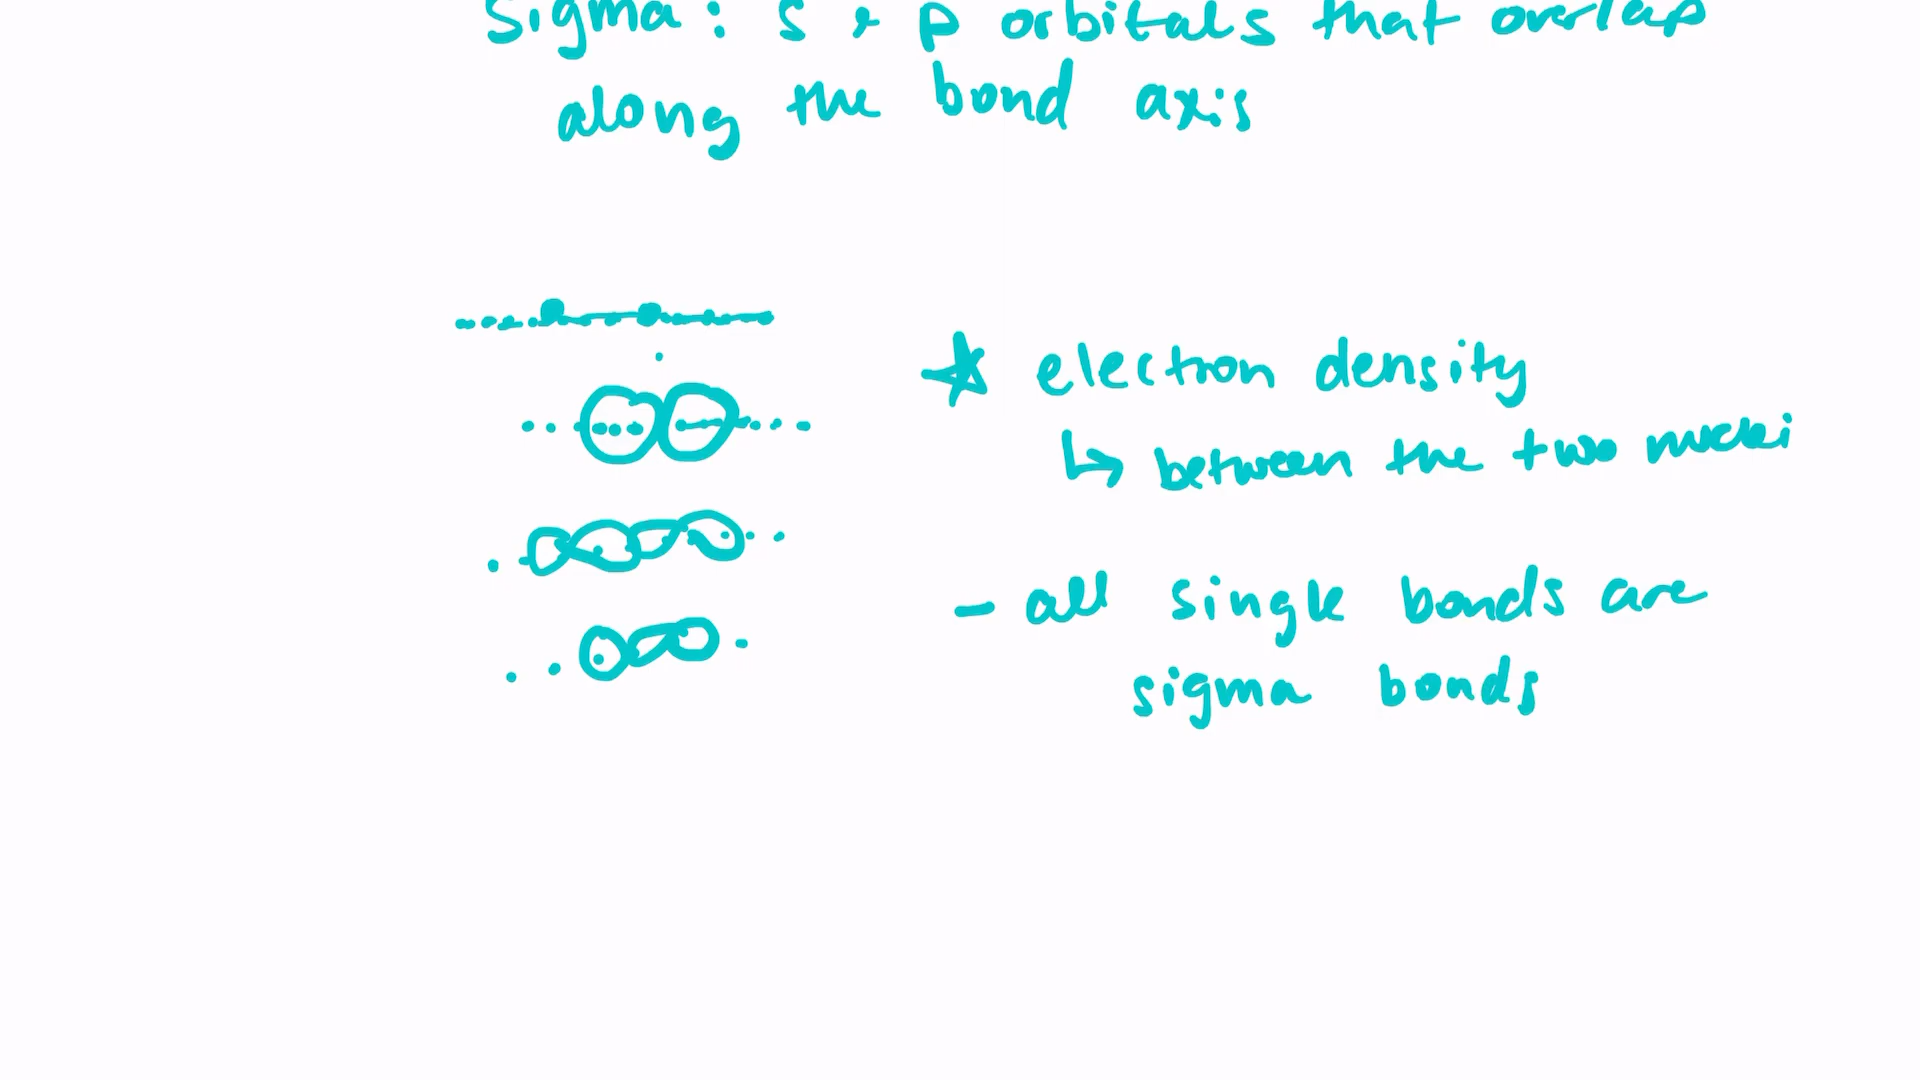 Sigma: s & p orbitals that overlap
along the bond axis
☆ electron density
↳ between the two nuclei
- all single bonds are
sigma bonds